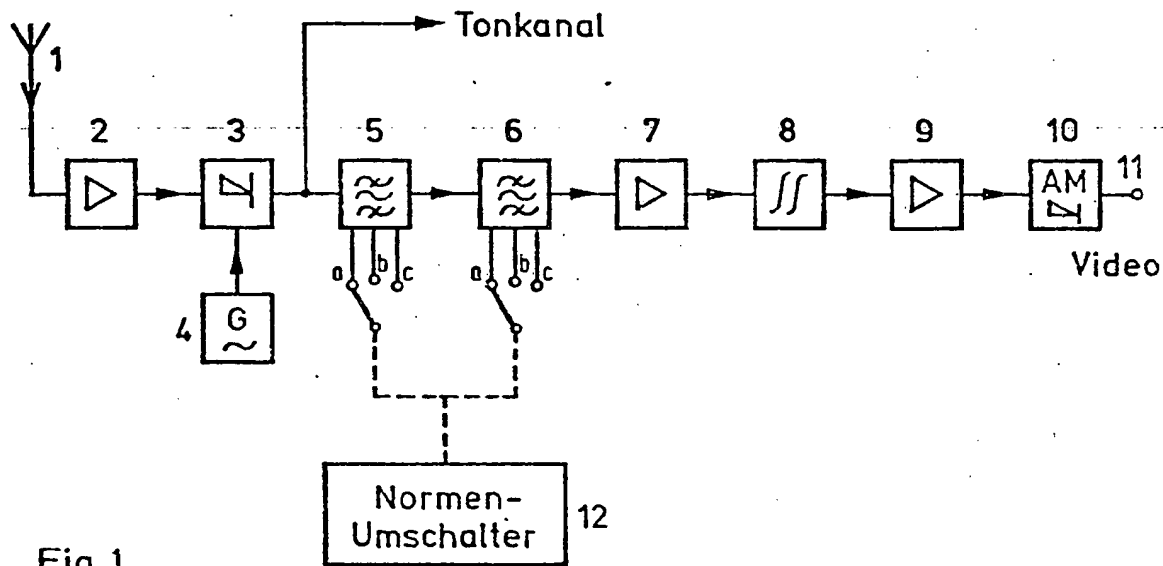 Tonkanal
1
2 3 5 6 7 8 9 10 11
AM
a b c a b c
Video
4 G
Normen-
Umschalter 12
Fig.1